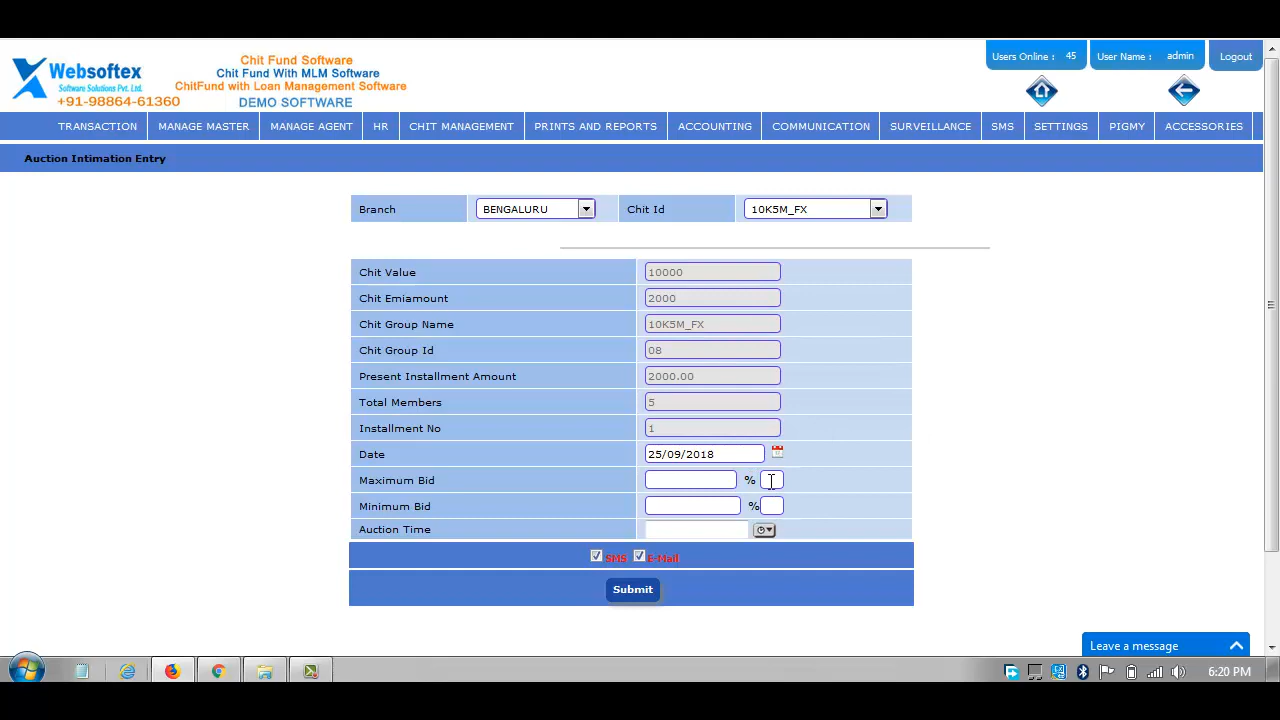 Websoftex
Software Solutions Pvt. Ltd.
+91-98864-61360
Chit Fund Software
Chit Fund With MLM Software
ChitFund with Loan Management Software
DEMO SOFTWARE
Users Online : 45
User Name : admin
Logout
TRANSACTION MANAGE MASTER MANAGE AGENT HR CHIT MANAGEMENT PRINTS AND REPORTS ACCOUNTING COMMUNICATION SURVEILLANCE SMS SETTINGS PIGMY ACCESSORIES
Auction Intimation Entry
Branch BENGALURU Chit Id 10K5M_FX
Chit Value 10000
Chit Emiamount 2000
Chit Group Name 10K5M_FX
Chit Group Id 08
Present Installment Amount 2000.00
Total Members 5
Installment No 1
Date 25/09/2018
Maximum Bid %
Minimum Bid %
Auction Time
SMS E-Mail
Submit
Leave a message
6:20 PM